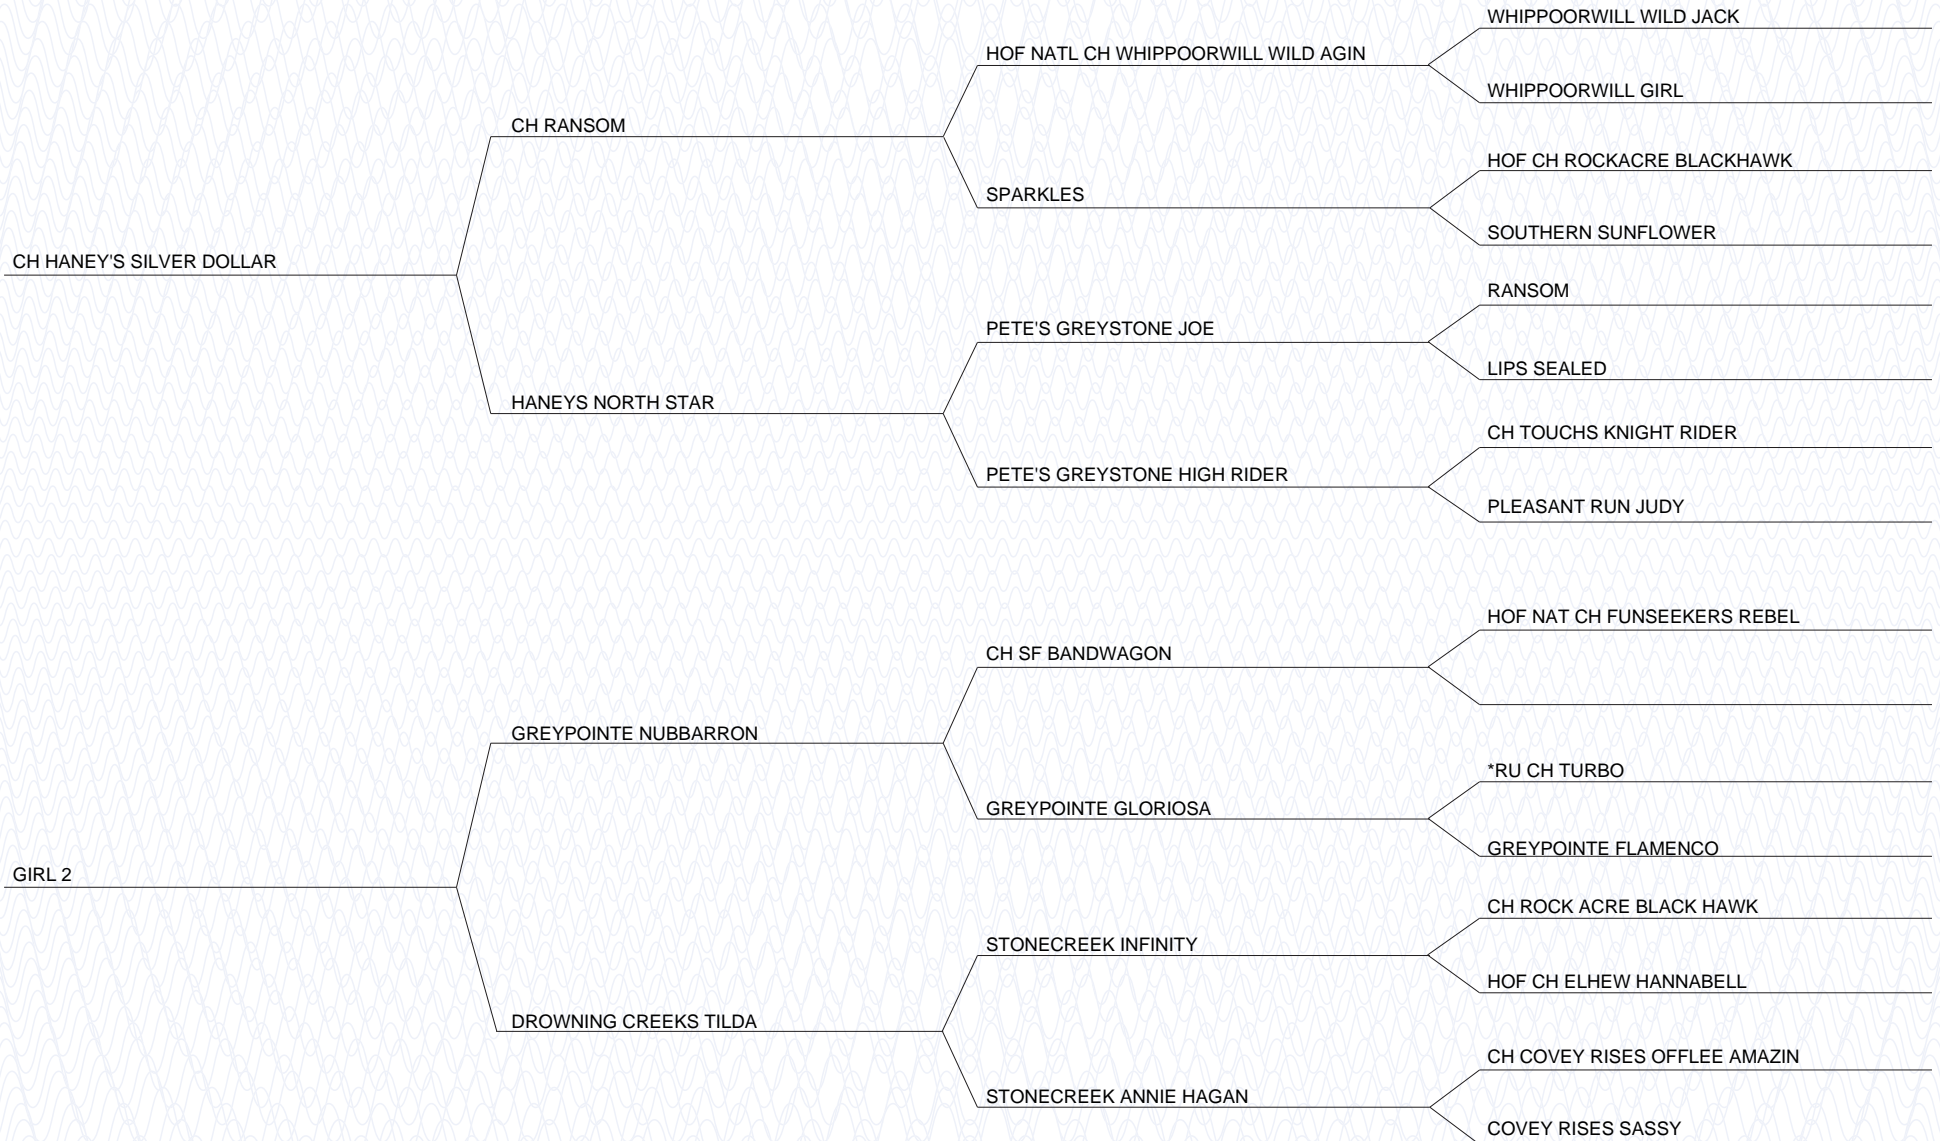 WHIPPOORWILL WILD JACK
HOF NATL CH WHIPPOORWILL WILD AGIN
WHIPPOORWILL GIRL
CH RANSOM
HOF CH ROCKACRE BLACKHAWK
SPARKLES
SOUTHERN SUNFLOWER
CH HANEY'S SILVER DOLLAR
RANSOM
PETE'S GREYSTONE JOE
LIPS SEALED
HANEYS NORTH STAR
CH TOUCHS KNIGHT RIDER
PETE'S GREYSTONE HIGH RIDER
PLEASANT RUN JUDY
HOF NAT CH FUNSEEKERS REBEL
CH SF BANDWAGON
GREYPOINTE NUBBARRON
*RU CH TURBO
GREYPOINTE GLORIOSA
GREYPOINTE FLAMENCO
GIRL 2
CH ROCK ACRE BLACK HAWK
STONECREEK INFINITY
HOF CH ELHEW HANNABELL
DROWNING CREEKS TILDA
CH COVEY RISES OFFLEE AMAZIN
STONECREEK ANNIE HAGAN
COVEY RISES SASSY